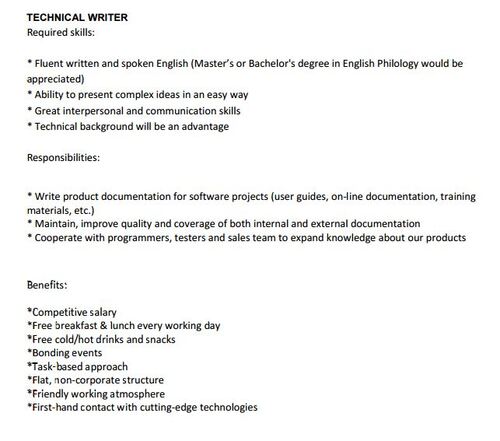 TECHNICAL WRITER
Required skills:
* Fluent written and spoken English (Master's or Bachelor's degree in English Philology would be
appreciated)
* Ability to present complex ideas in an easy way
* Great interpersonal and communication skills
* Technical background will be an advantage
Responsibilities:
* Write product documentation for software projects (user guides, on-line documentation, training
materials, etc.)
* Maintain, improve quality and coverage of both internal and external documentation
* Cooperate with programmers, testers and sales team to expand knowledge about our products
Benefits:
*Competitive salary
*Free breakfast & lunch every working day
*Free cold/hot drinks and snacks
*Bonding events
*Task-based approach
*Flat, non-corporate structure
*Friendly working atmosphere
*First-hand contact with cutting-edge technologies